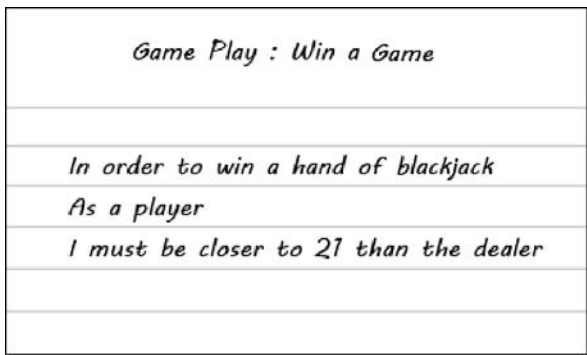 Game Play : Win a Game
In order to win a hand of blackjack
As a player
I must be closer to 21 than the dealer